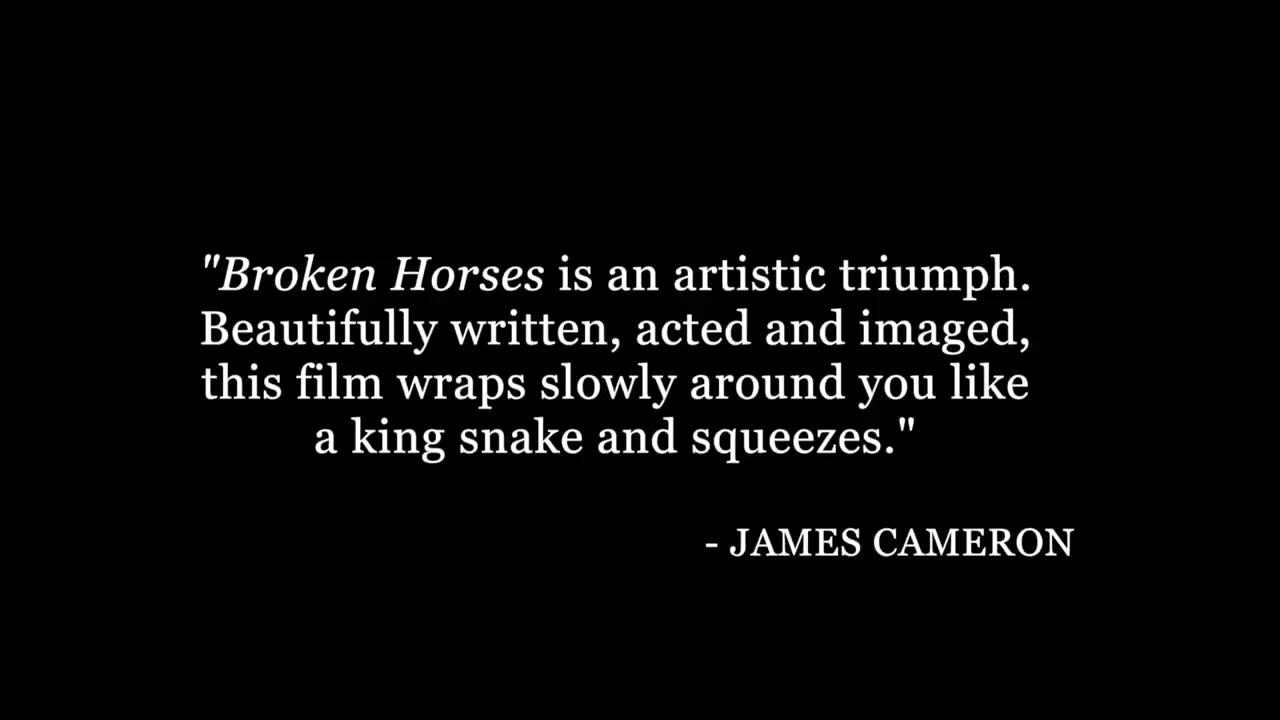 "Broken Horses is an artistic triumph.
Beautifully written, acted and imaged,
this film wraps slowly around you like
a king snake and squeezes."
- JAMES CAMERON